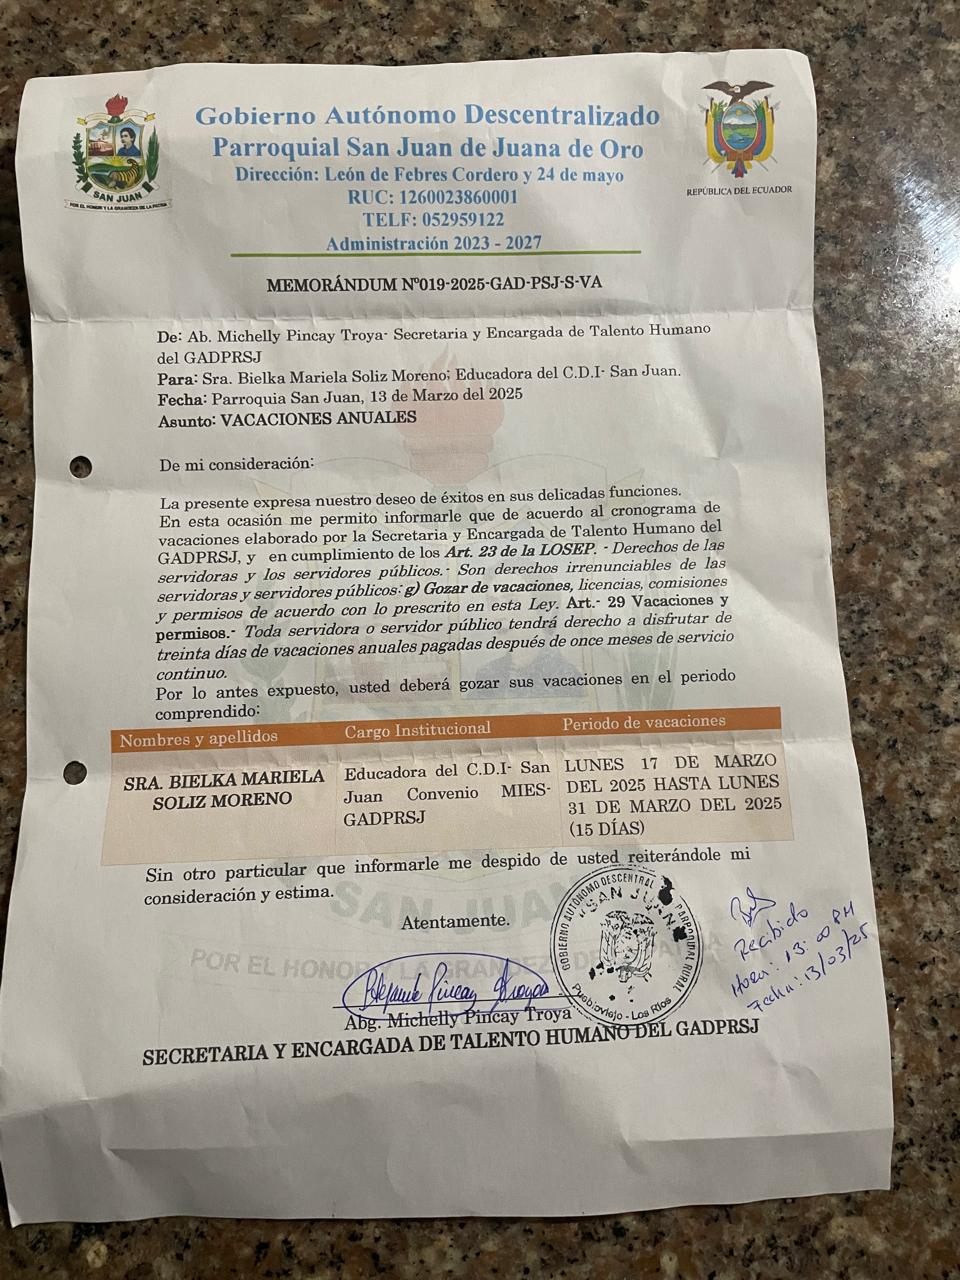 Gobierno Autónomo Descentralizado
Parroquial San Juan de Juana de Oro
Dirección: León de Febres Cordero y 24 de mayo
RUC: 1260023860001
TELF: 052959122
Administración 2023 - 2027
SAN JUAN
POR EL HONOR Y LA GRANDEZA DE LA PATRIA
REPÚBLICA DEL ECUADOR
MEMORÁNDUM Nº019-2025-GAD-PSJ-S-VA
De: Ab. Michelly Pincay Troya- Secretaria y Encargada de Talento Humano
del GADPRSJ
Para: Sra. Bielka Mariela Soliz Moreno; Educadora del C.D.I- San Juan.
Fecha: Parroquia San Juan, 13 de Marzo del 2025
Asunto: VACACIONES ANUALES
De mi consideración:
La presente expresa nuestro deseo de éxitos en sus delicadas funciones.
En esta ocasión me permito informarle que de acuerdo al cronograma de
vacaciones elaborado por la Secretaria y Encargada de Talento Humano del
GADPRSJ, y en cumplimiento de los Art. 23 de la LOSEP. - Derechos de las
servidoras y los servidores públicos.- Son derechos irrenunciables de las
servidoras y servidores públicos: g) Gozar de vacaciones, licencias, comisiones
y permisos de acuerdo con lo prescrito en esta Ley. Art.- 29 Vacaciones y
permisos.- Toda servidora o servidor público tendrá derecho a disfrutar de
treinta días de vacaciones anuales pagadas después de once meses de servicio
continuo.
Por lo antes expuesto, usted deberá gozar sus vacaciones en el periodo
comprendido:
Nombres y apellidos Cargo Institucional Periodo de vacaciones
SRA. BIELKA MARIELA
SOLIZ MORENO
Educadora del C.D.I- San
Juan Convenio MIES-
GADPRSJ
LUNES 17 DE MARZO
DEL 2025 HASTA LUNES
31 DE MARZO DEL 2025
(15 DÍAS)
Sin otro particular que informarle me despido de usted reiterándole mi
consideración y estima.
Atentamente.
SAN JUAN
POR EL HONOR Y LA GRANDEZA DE LA PATRIA
GOBIERNO AUTÓNOMO DESCENTRAL PARROQUIAL RURAL
"SAN JUAN"
Puebloviejo - Los Ríos
Recibido
Hora: 13:00 PM
Fecha: 13/03/25
Pincay Troya
Abg. Michelly Pincay Troya
SECRETARIA Y ENCARGADA DE TALENTO HUMANO DEL GADPRSJ